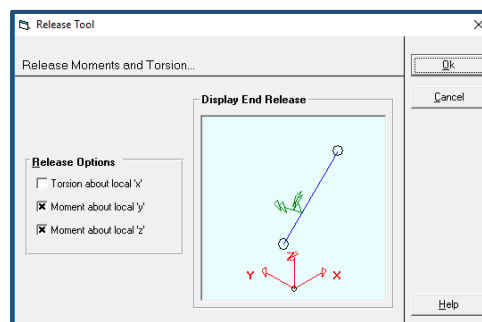 Release Tool
Release Moments and Torsion...
Ok
Cancel
Display End Release
Release Options
Torsion about local 'x'
Moment about local 'y'
Moment about local 'z'
Z
Y
X
Help